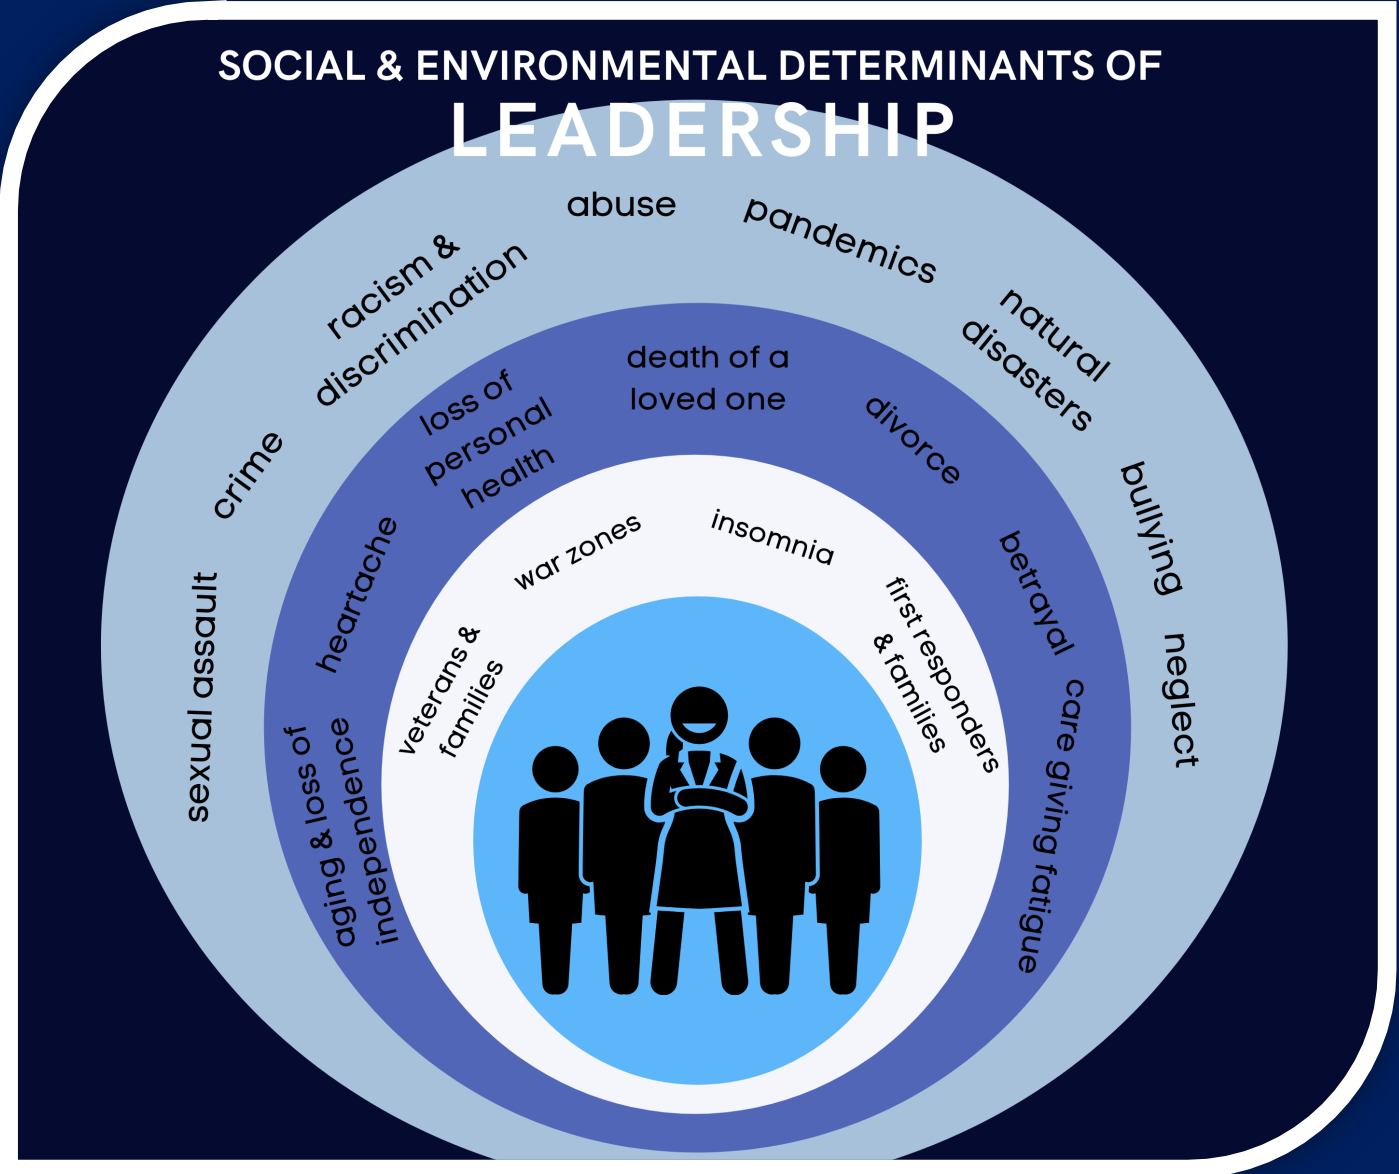 SOCIAL & ENVIRONMENTAL DETERMINANTS OF
LEADERSHIP
sexual assault
crime
racism &
discrimination
abuse
pandemics
natural
disasters
bullying
neglect
aging & loss of
independence
heartache
loss of
personal
health
death of a
loved one
divorce
betrayal
care giving fatigue
veterans &
families
war zones
insomnia
first responders
& families